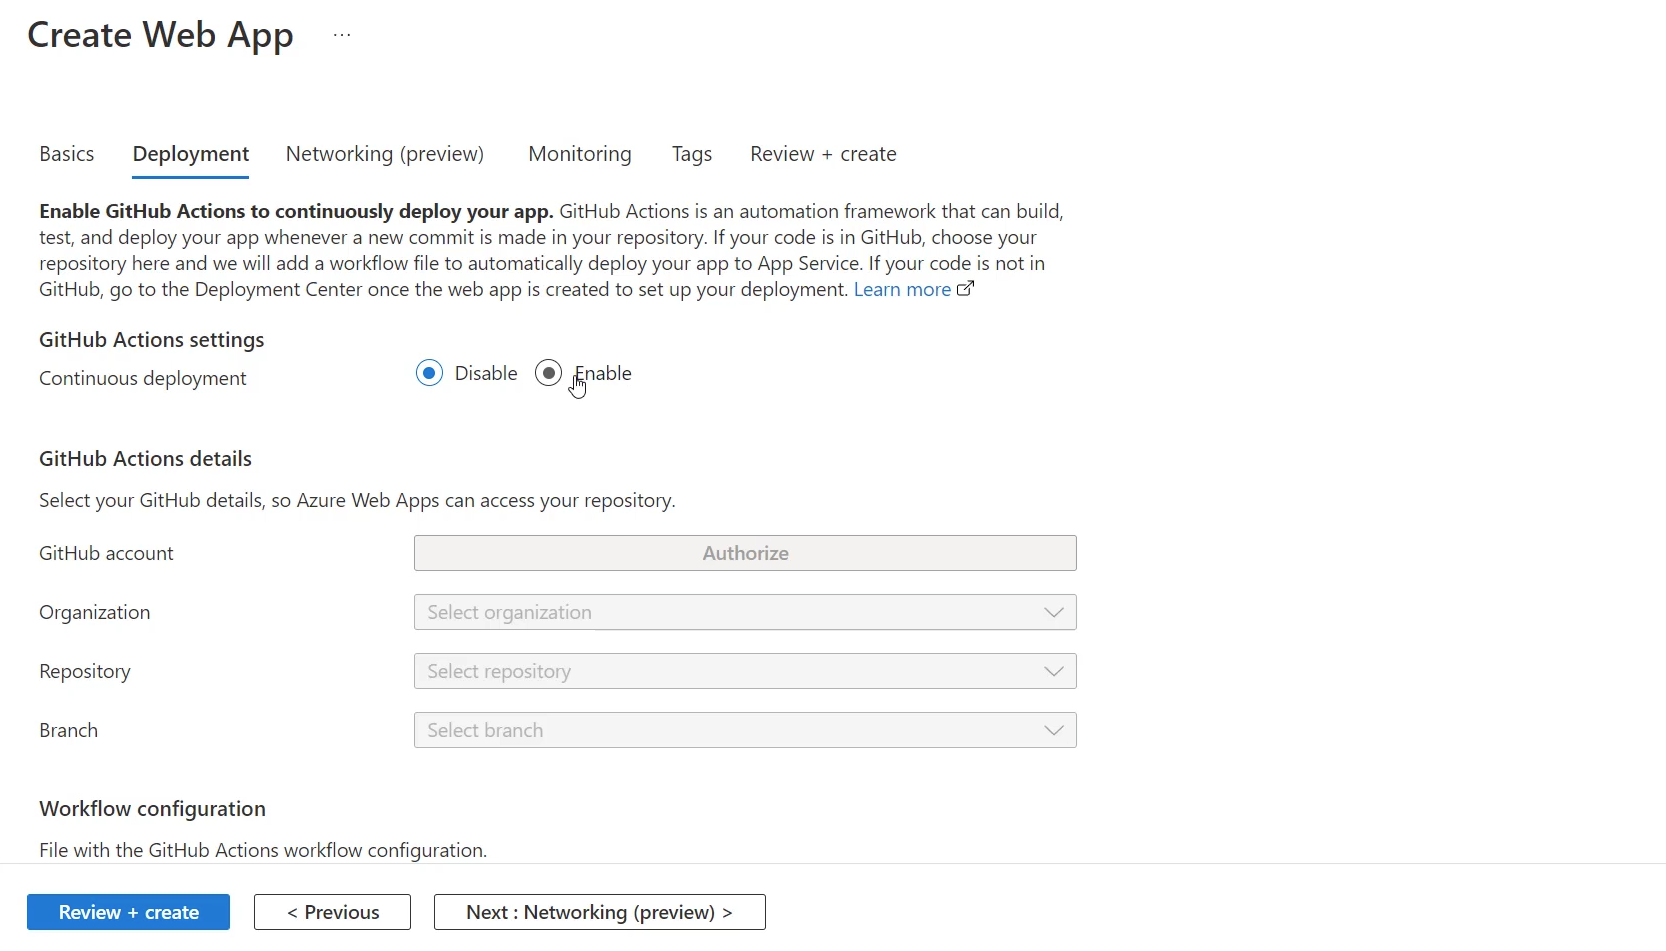 Create Web App ...
Basics Deployment Networking (preview) Monitoring Tags Review + create
Enable GitHub Actions to continuously deploy your app. GitHub Actions is an automation framework that can build,
test, and deploy your app whenever a new commit is made in your repository. If your code is in GitHub, choose your
repository here and we will add a workflow file to automatically deploy your app to App Service. If your code is not in
GitHub, go to the Deployment Center once the web app is created to set up your deployment. Learn more
GitHub Actions settings
Continuous deployment Disable Enable
GitHub Actions details
Select your GitHub details, so Azure Web Apps can access your repository.
GitHub account Authorize
Organization Select organization
Repository Select repository
Branch Select branch
Workflow configuration
File with the GitHub Actions workflow configuration.
Review + create < Previous Next : Networking (preview) >